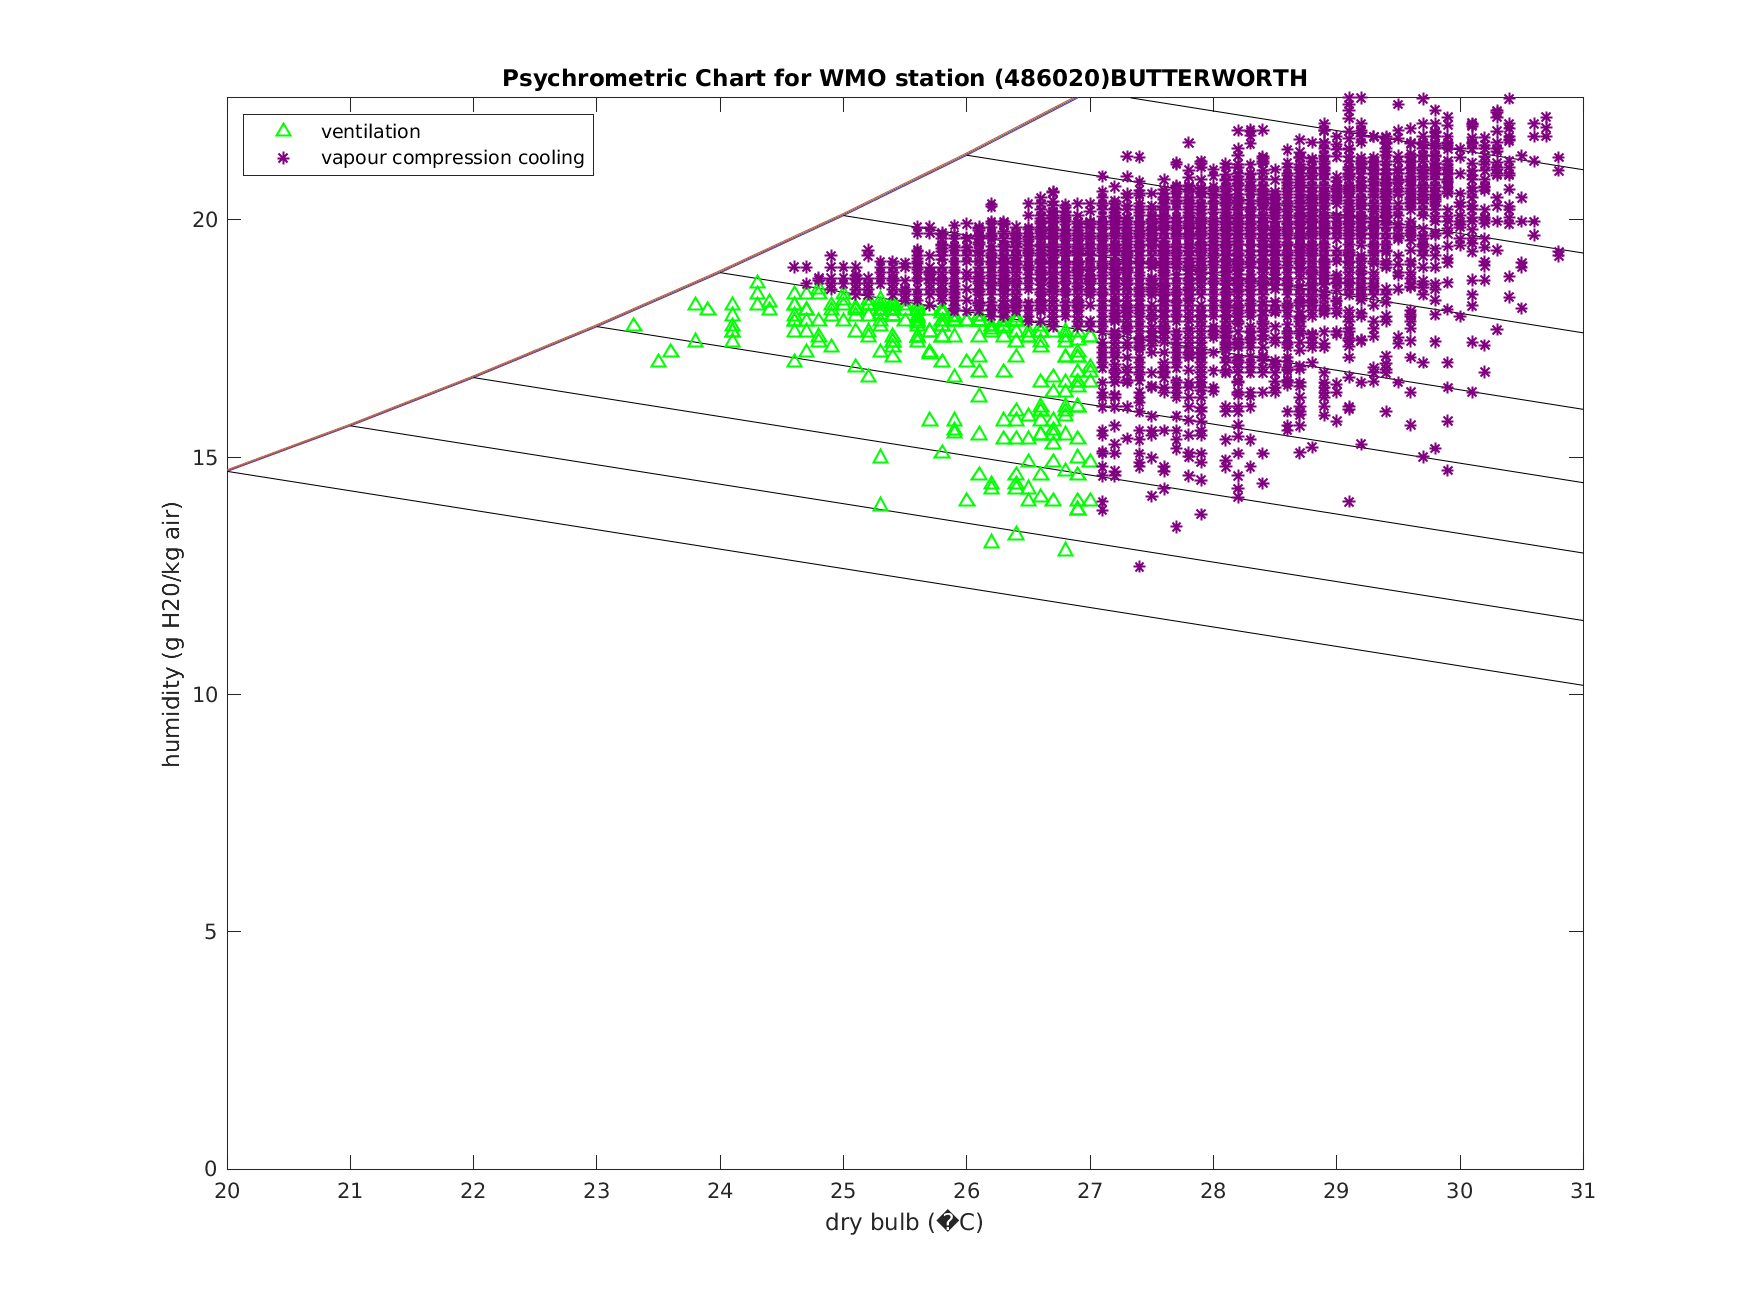 Psychrometric Chart for WMO station (486020)BUTTERWORTH
ventilation
vapour compression cooling
humidity (g H20/kg air)
20
15
10
5
0
20 21 22 23 24 25 26 27 28 29 30 31
dry bulb (�C)